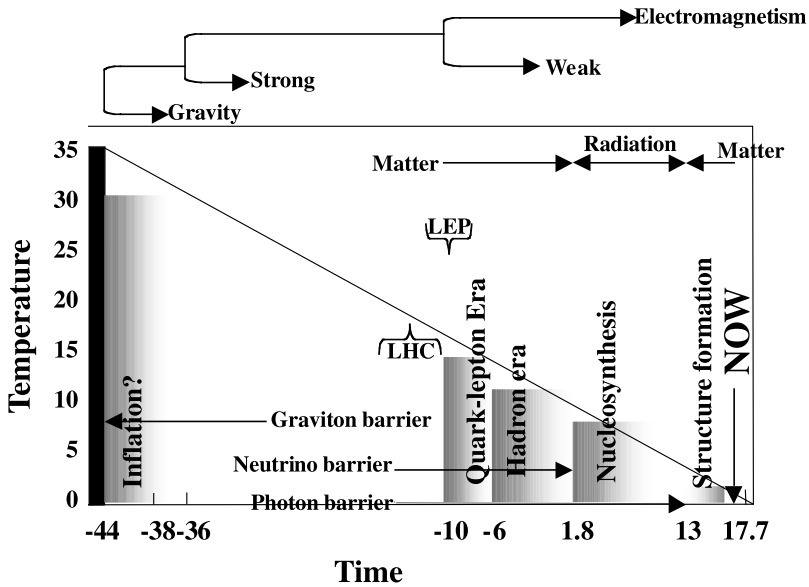 Electromagnetism
Weak
Strong
Gravity
Matter
Radiation
Matter
LEP
LHC
Temperature
35
30
25
20
15
10
5
0
Inflation?
Quark-lepton Era
Hadron era
Nucleosynthesis
Structure formation
NOW
Graviton barrier
Neutrino barrier
Photon barrier
-44
-38
-36
-10
-6
1.8
13
17.7
Time